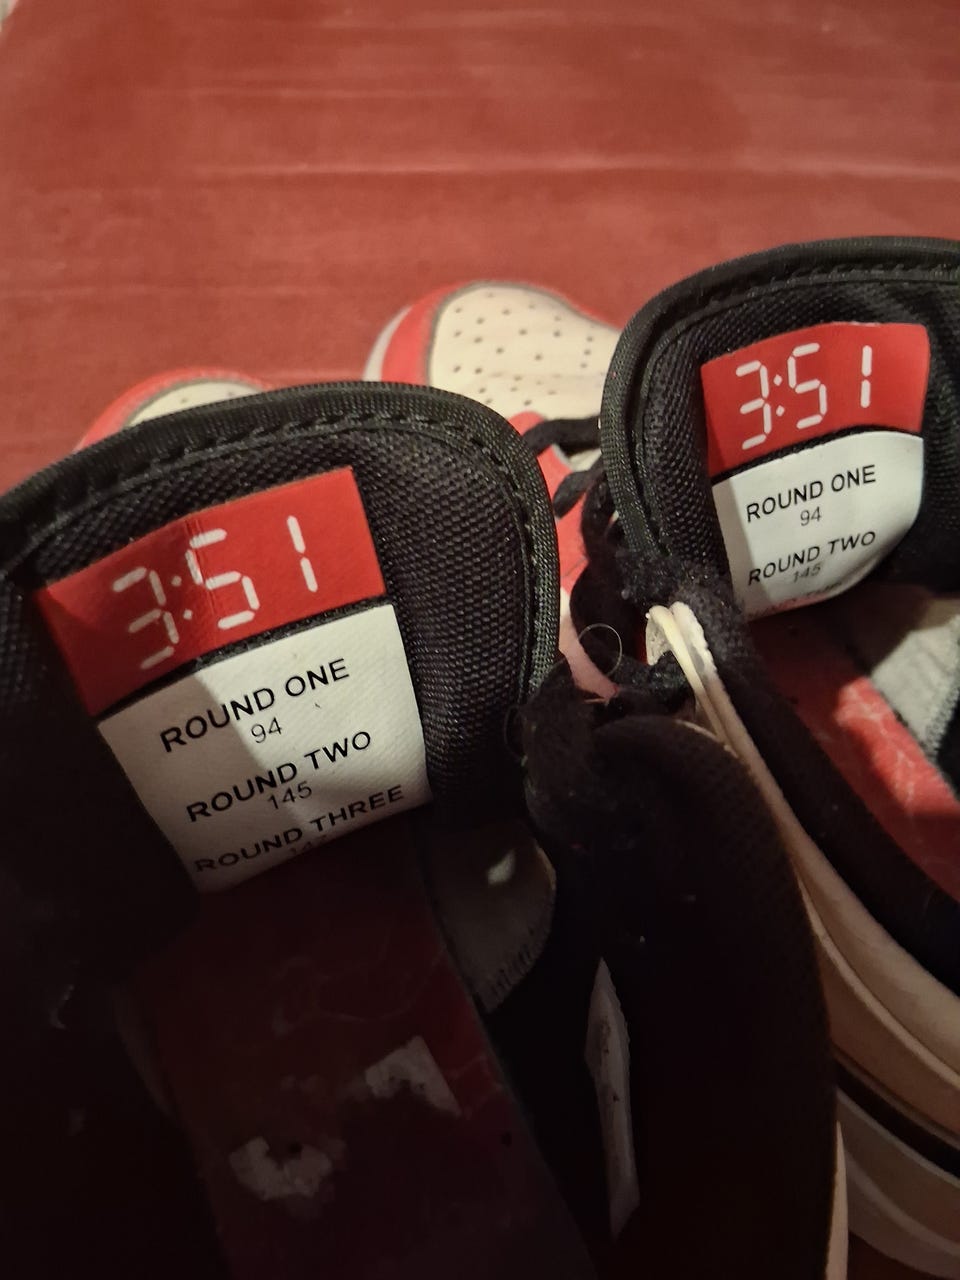 3:51
ROUND ONE
94
ROUND TWO
145
ROUND THREE
3:51
ROUND ONE
94
ROUND TWO
145